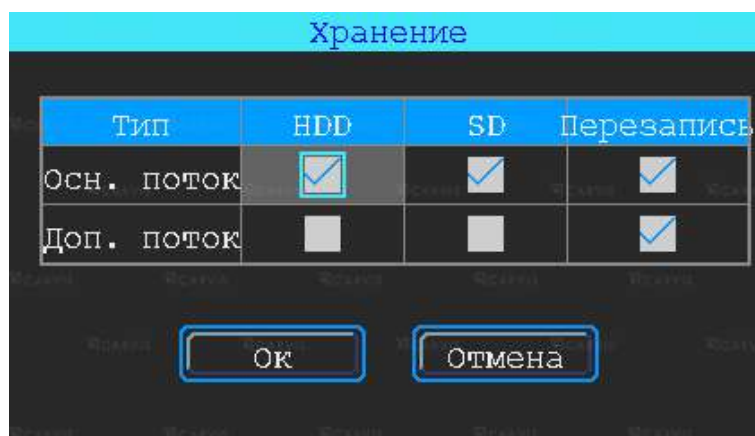 Хранение
Тип HDD SD Перезапись
Осн. поток
Доп. поток
Ок Отмена